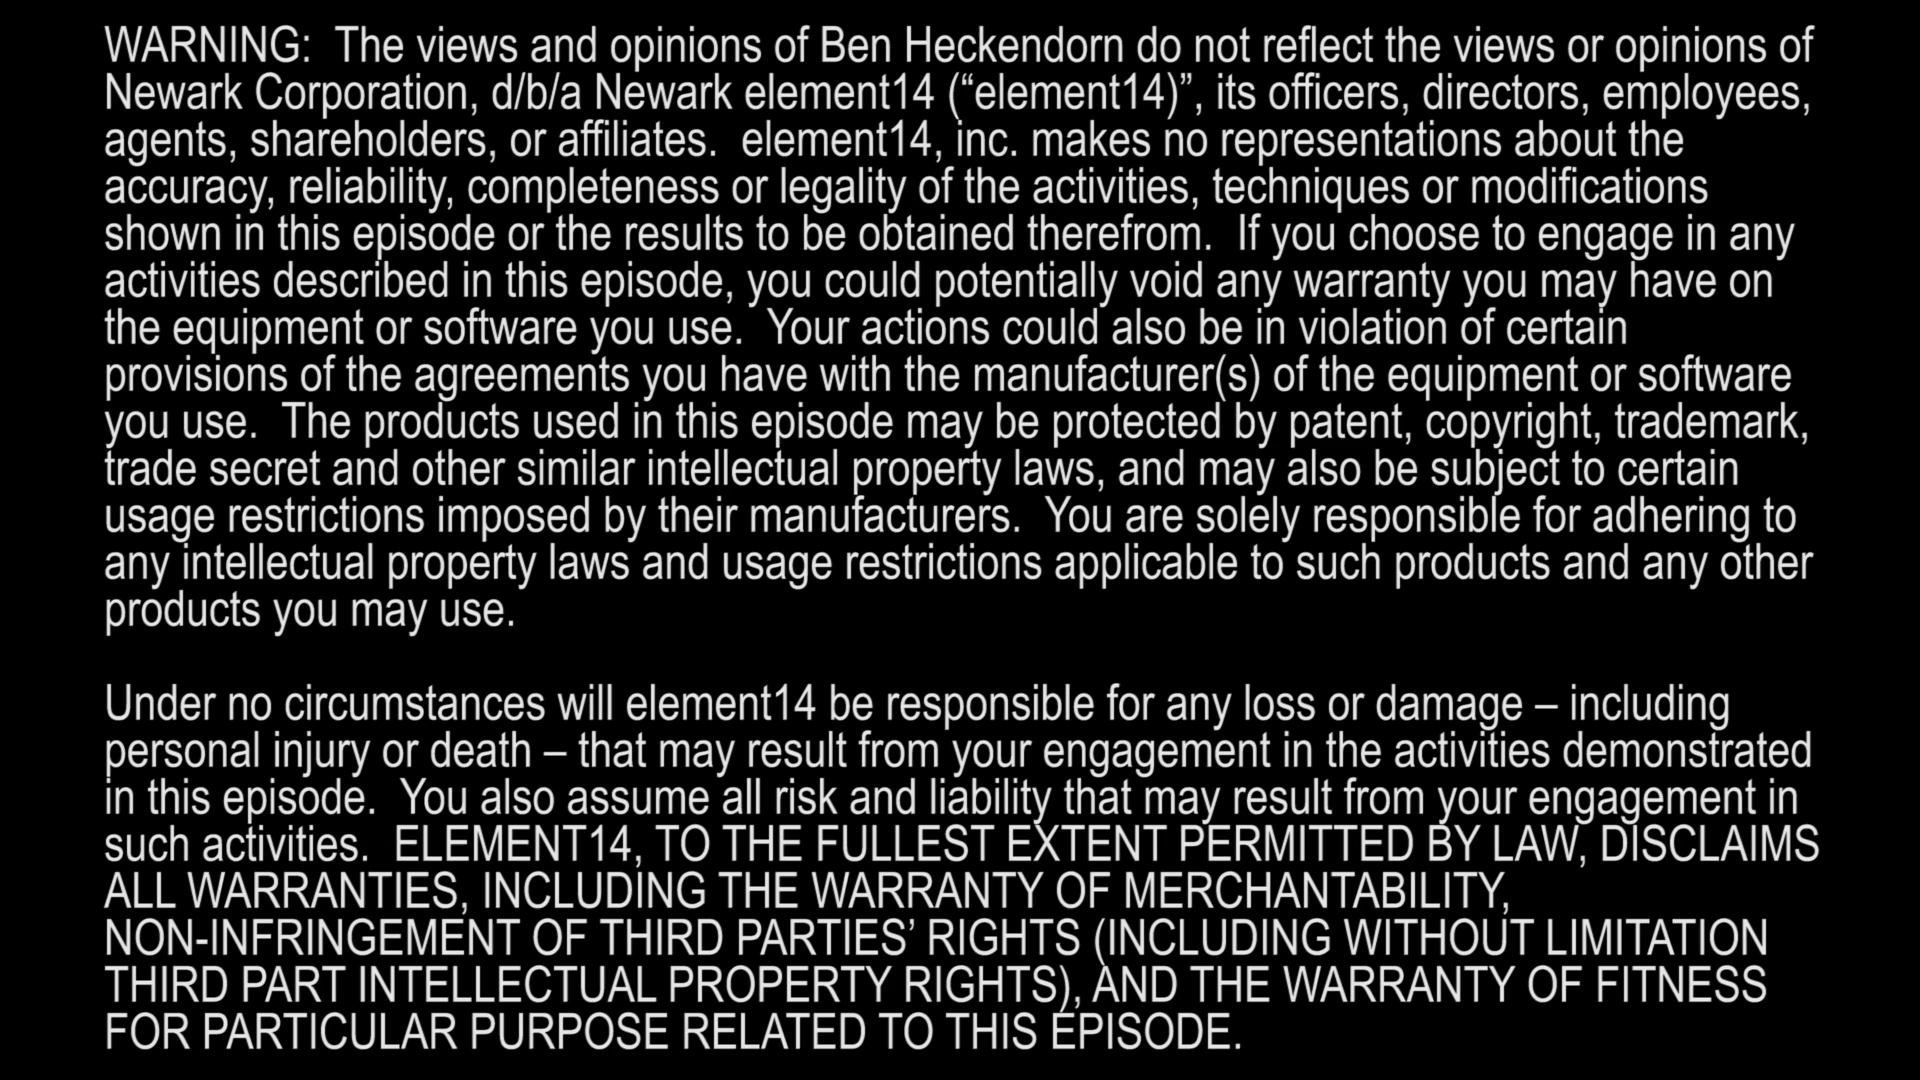 WARNING:  The views and opinions of Ben Heckendorn do not reflect the views or opinions of
Newark Corporation, d/b/a Newark element14 (“element14)”, its officers, directors, employees,
agents, shareholders, or affiliates.  element14, inc. makes no representations about the
accuracy, reliability, completeness or legality of the activities, techniques or modifications
shown in this episode or the results to be obtained therefrom.  If you choose to engage in any
activities described in this episode, you could potentially void any warranty you may have on
the equipment or software you use.  Your actions could also be in violation of certain
provisions of the agreements you have with the manufacturer(s) of the equipment or software
you use.  The products used in this episode may be protected by patent, copyright, trademark,
trade secret and other similar intellectual property laws, and may also be subject to certain
usage restrictions imposed by their manufacturers.  You are solely responsible for adhering to
any intellectual property laws and usage restrictions applicable to such products and any other
products you may use.
Under no circumstances will element14 be responsible for any loss or damage – including
personal injury or death – that may result from your engagement in the activities demonstrated
in this episode.  You also assume all risk and liability that may result from your engagement in
such activities.  ELEMENT14, TO THE FULLEST EXTENT PERMITTED BY LAW, DISCLAIMS
ALL WARRANTIES, INCLUDING THE WARRANTY OF MERCHANTABILITY,
NON-INFRINGEMENT OF THIRD PARTIES’ RIGHTS (INCLUDING WITHOUT LIMITATION
THIRD PART INTELLECTUAL PROPERTY RIGHTS), AND THE WARRANTY OF FITNESS
FOR PARTICULAR PURPOSE RELATED TO THIS EPISODE.